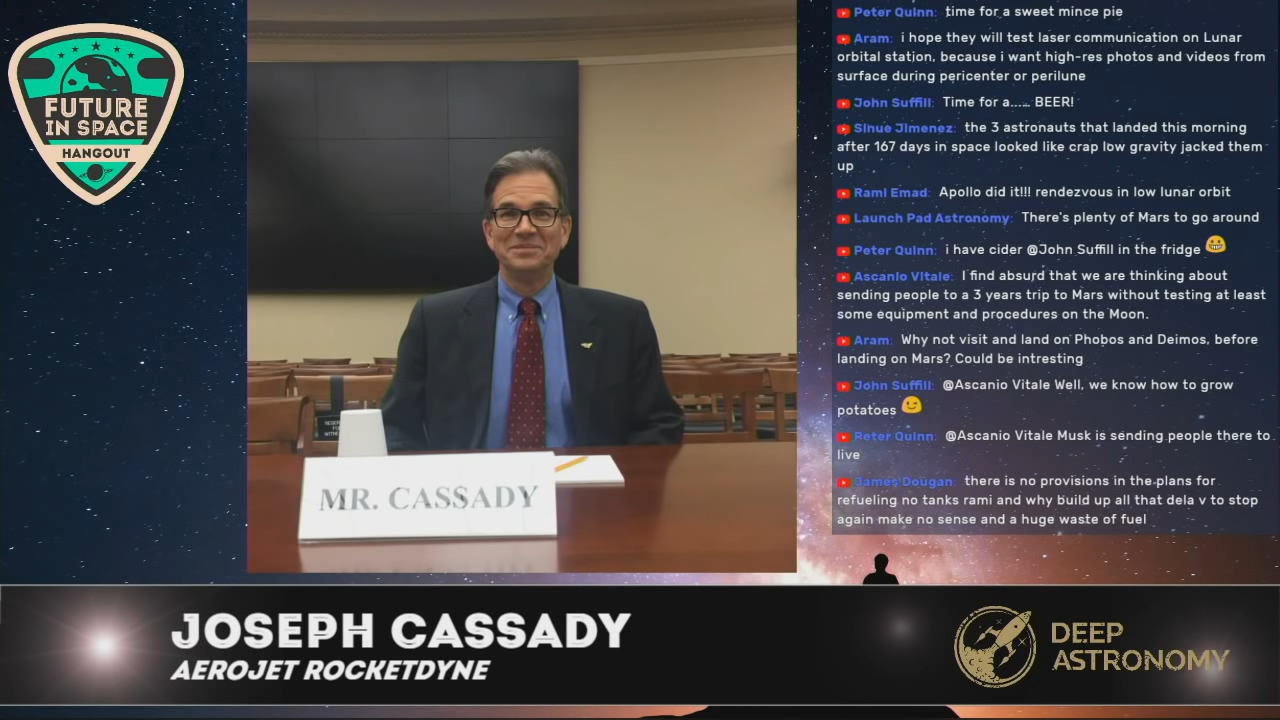 FUTURE
IN SPACE
HANGOUT
MR. CASSADY
Peter Quinn: time for a sweet mince pie
Aram: i hope they will test laser communication on Lunar
orbital station, because i want high-res photos and videos from
surface during pericenter or perilune
John Suffill: Time for a..... BEER!
Sinue Jimenez: the 3 astronauts that landed this morning
after 167 days in space looked like crap low gravity jacked them
up
Rami Emad: Apollo did it!!! rendezvous in low lunar orbit
Launch Pad Astronomy: There's plenty of Mars to go around
Peter Quinn: i have cider @John Suffill in the fridge 😀
Ascanio Vitale: I find absurd that we are thinking about
sending people to a 3 years trip to Mars without testing at least
some equipment and procedures on the Moon.
Aram: Why not visit and land on Phobos and Deimos, before
landing on Mars? Could be intresting
John Suffill: @Ascanio Vitale Well, we know how to grow
potatoes 😉
Peter Quinn: @Ascanio Vitale Musk is sending people there to
live
James Dougan: there is no provisions in the plans for
refueling no tanks rami and why build up all that dela v to stop
again make no sense and a huge waste of fuel
JOSEPH CASSADY
AEROJET ROCKETDYNE
DEEP
ASTRONOMY